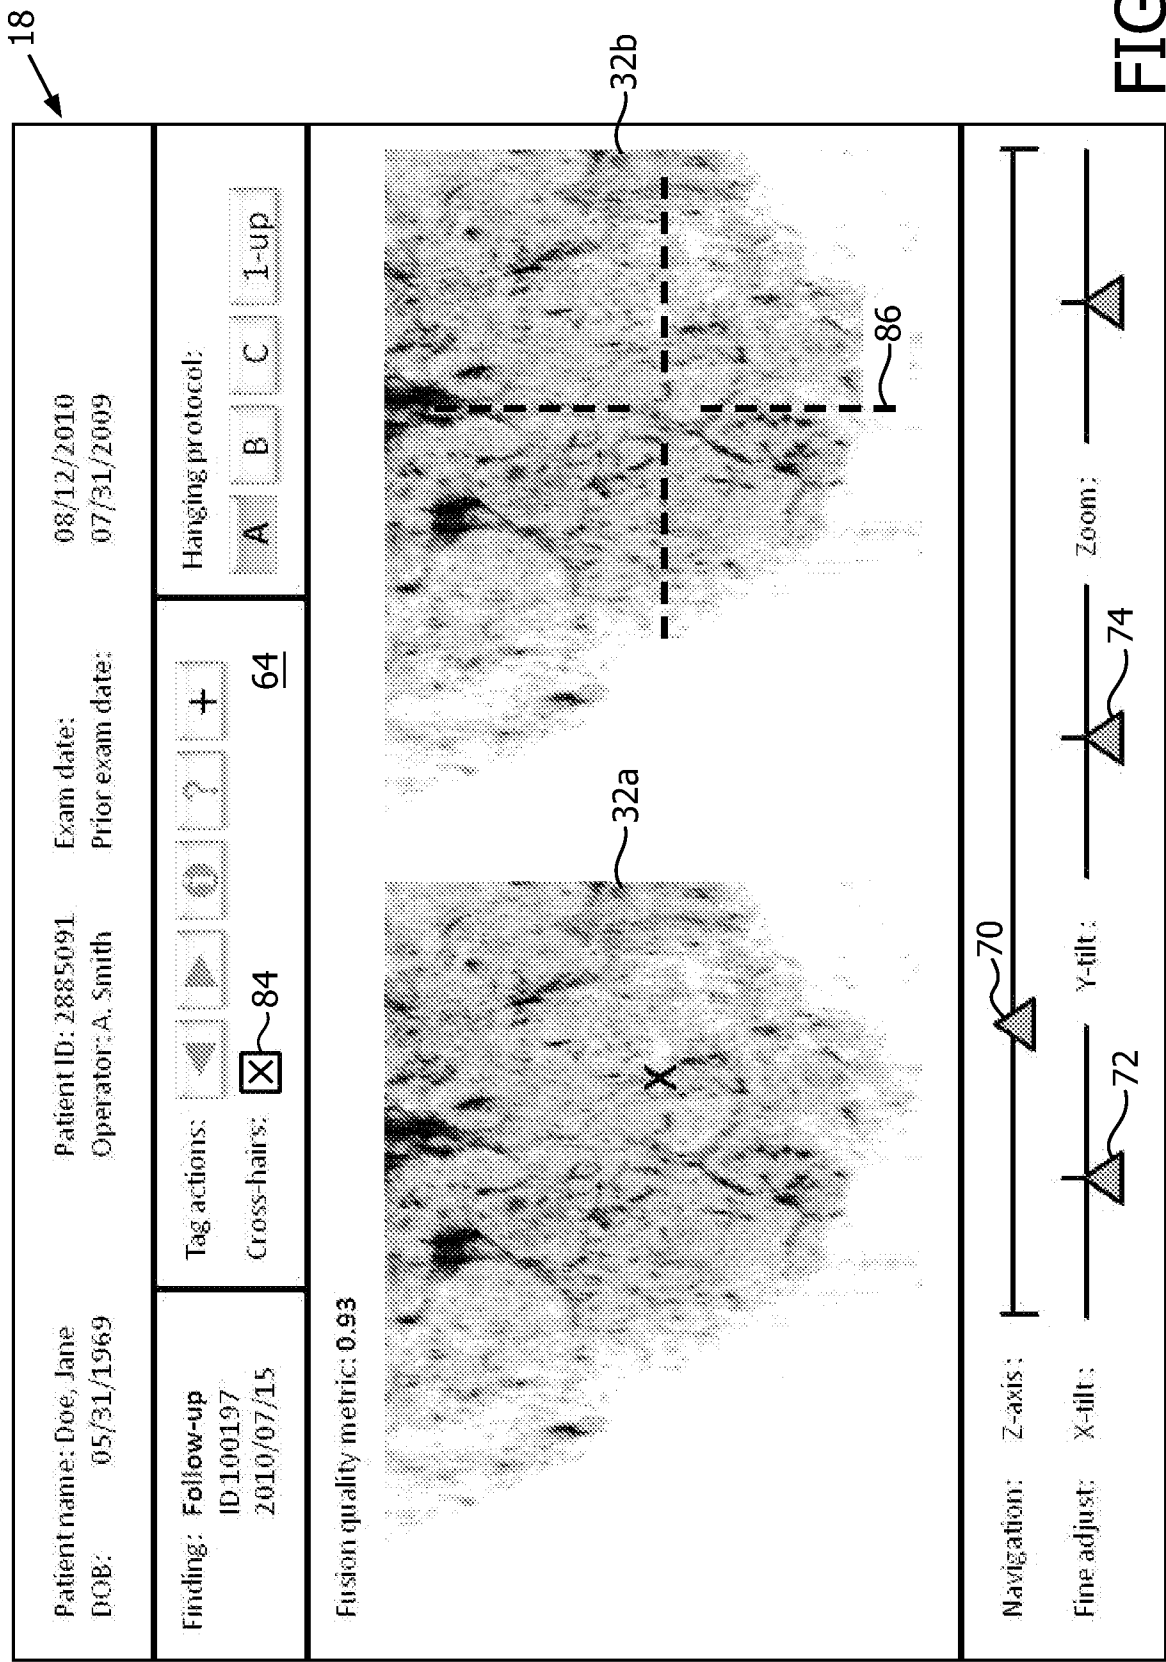 18
Patient name: Doe, Jane
Patient ID: 2885091
Exam date:
08/12/2010
DOB:
05/31/1969
Operator: A. Smith
Prior exam date:
07/31/2009
Finding:
Follow-up
ID100197
2010/07/15
Tag actions:
?
+
Cross-hairs:
X
84
64
Hanging protocol:
A
B
C
1-up
Fusion quality metric: 0.93
32a
X
32b
86
Navigation:
Z-axis:
70
Fine adjust:
X-tilt:
72
Y-tilt:
74
Zoom:
FIG